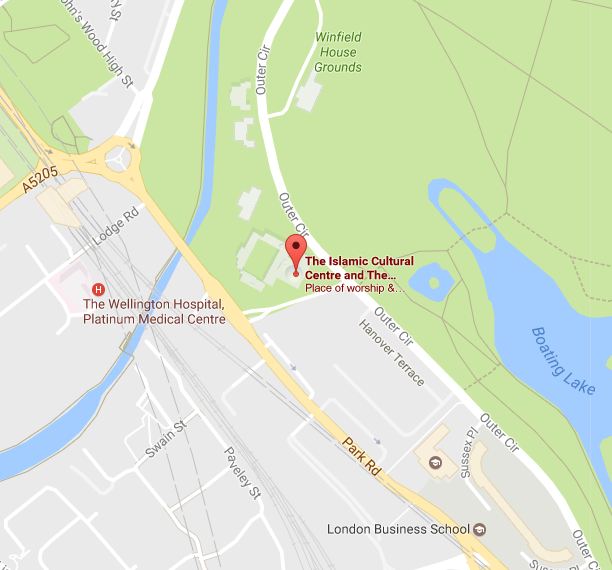 hn's Wood High St
St
Winfield
House
Grounds
Outer Cir
A5205
Lodge Rd
Outer Cir
The Islamic Cultural
Centre and The...
Place of worship &...
H
The Wellington Hospital,
Platinum Medical Centre
Outer Cir
Hanover Terrace
Boating Lake
Swain St
Paveley St
Park Rd
Sussex Pl
Outer Cir
London Business School
Outer Cir